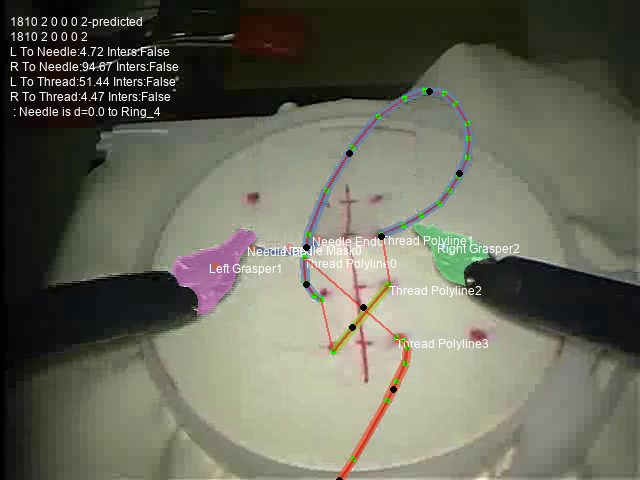 1810 2 0 0 0 2-predicted
1810 2 0 0 0 2
L To Needle:4.72 Inters:False
R To Needle:94.67 Inters:False
L To Thread:51.44 Inters:False
R To Thread:4.47 Inters:False
: Needle is d=0.0 to Ring_4
Needle End Thread Polyline1
Needle Mask0
Right Grasper2
Left Grasper1
Thread Polyline0
Thread Polyline2
Thread Polyline3